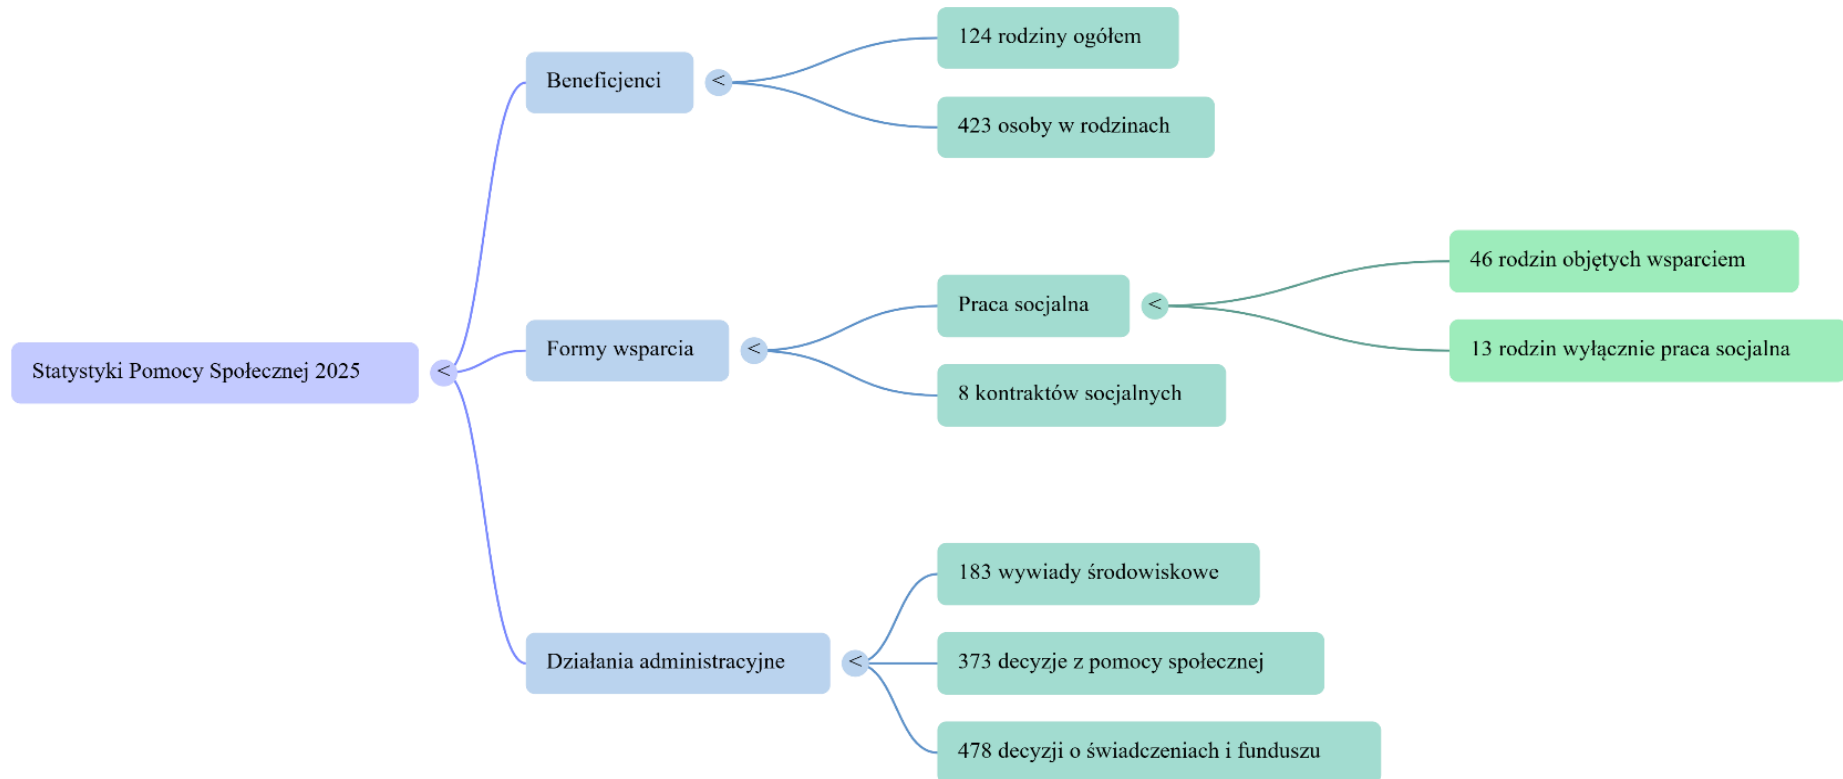 Statystyki Pomocy Społecznej 2025
<
Beneficjenci
<
124 rodziny ogółem
423 osoby w rodzinach
Formy wsparcia
<
Praca socjalna
<
46 rodzin objętych wsparciem
13 rodzin wyłącznie praca socjalna
8 kontraktów socjalnych
Działania administracyjne
<
183 wywiady środowiskowe
373 decyzje z pomocy społecznej
478 decyzji o świadczeniach i funduszu